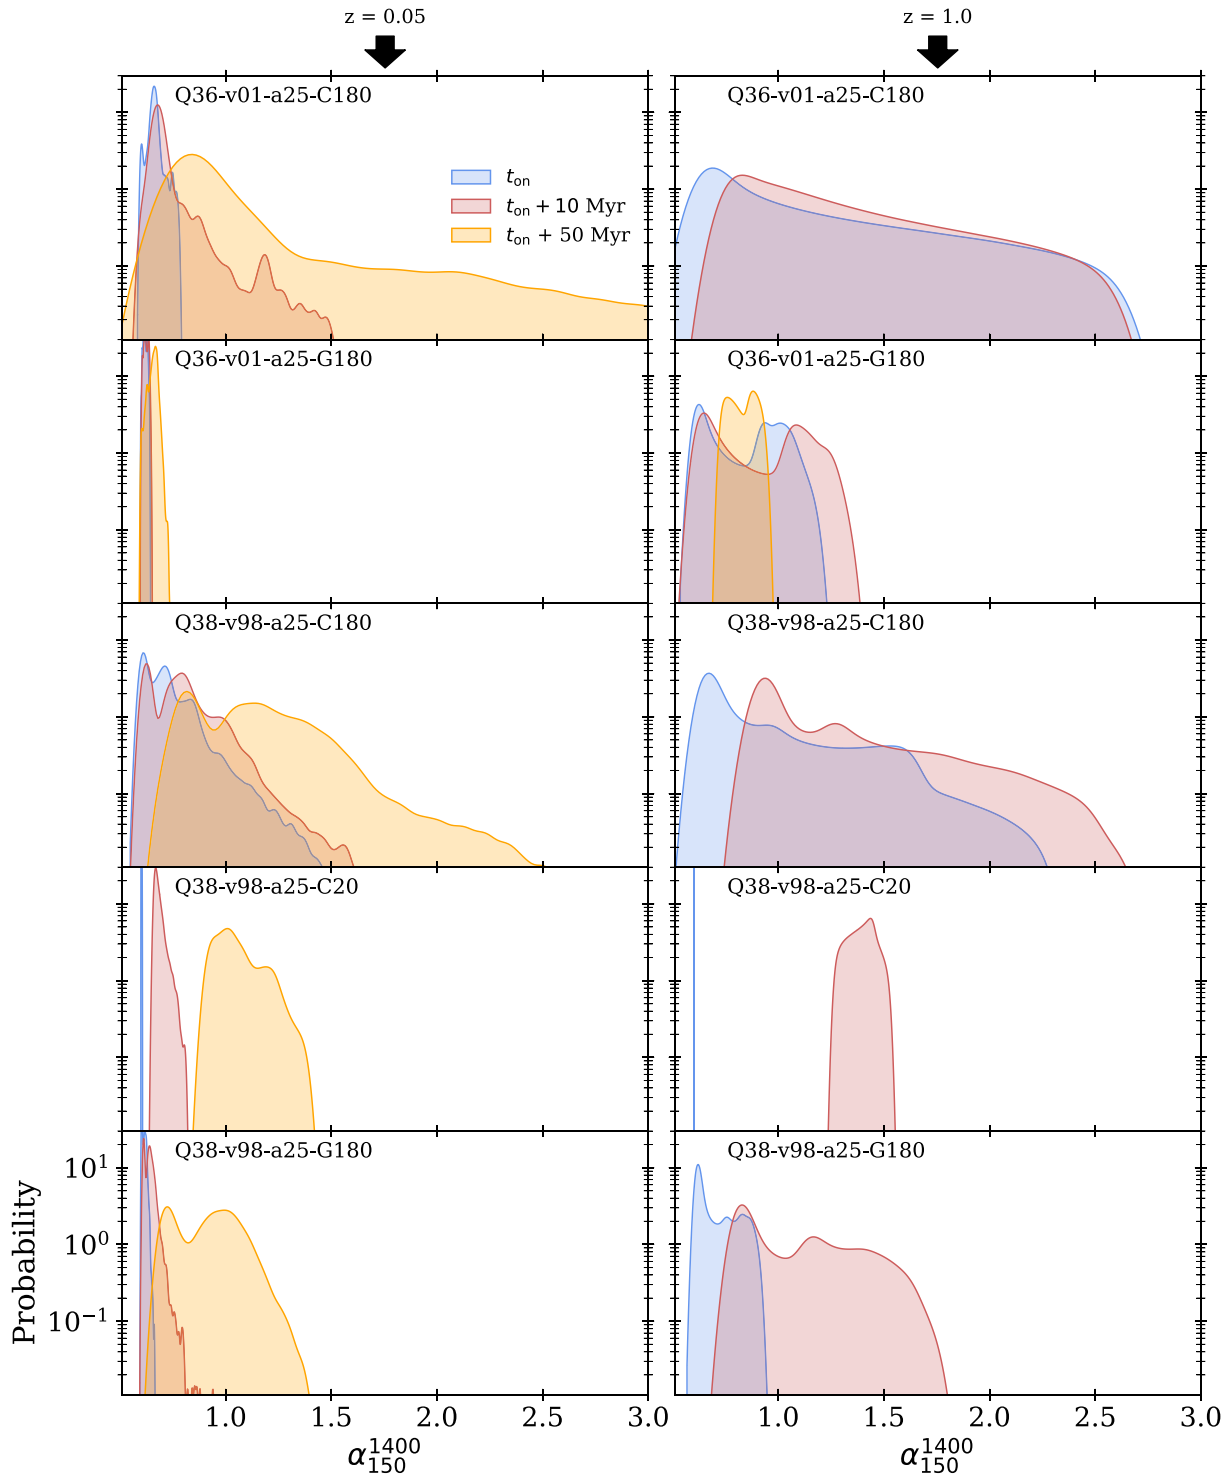 z = 0.05 z = 1.0
Q36-v01-a25-C180 Q36-v01-a25-C180
t_on
t_on + 10 Myr
t_on + 50 Myr
Q36-v01-a25-G180 Q36-v01-a25-G180
Q38-v98-a25-C180 Q38-v98-a25-C180
Q38-v98-a25-C20 Q38-v98-a25-C20
Q38-v98-a25-G180 Q38-v98-a25-G180
10^1
10^0
10^−1
Probability
1.0 1.5 2.0 2.5 3.0 1.0 1.5 2.0 2.5 3.0
α_150^1400 α_150^1400